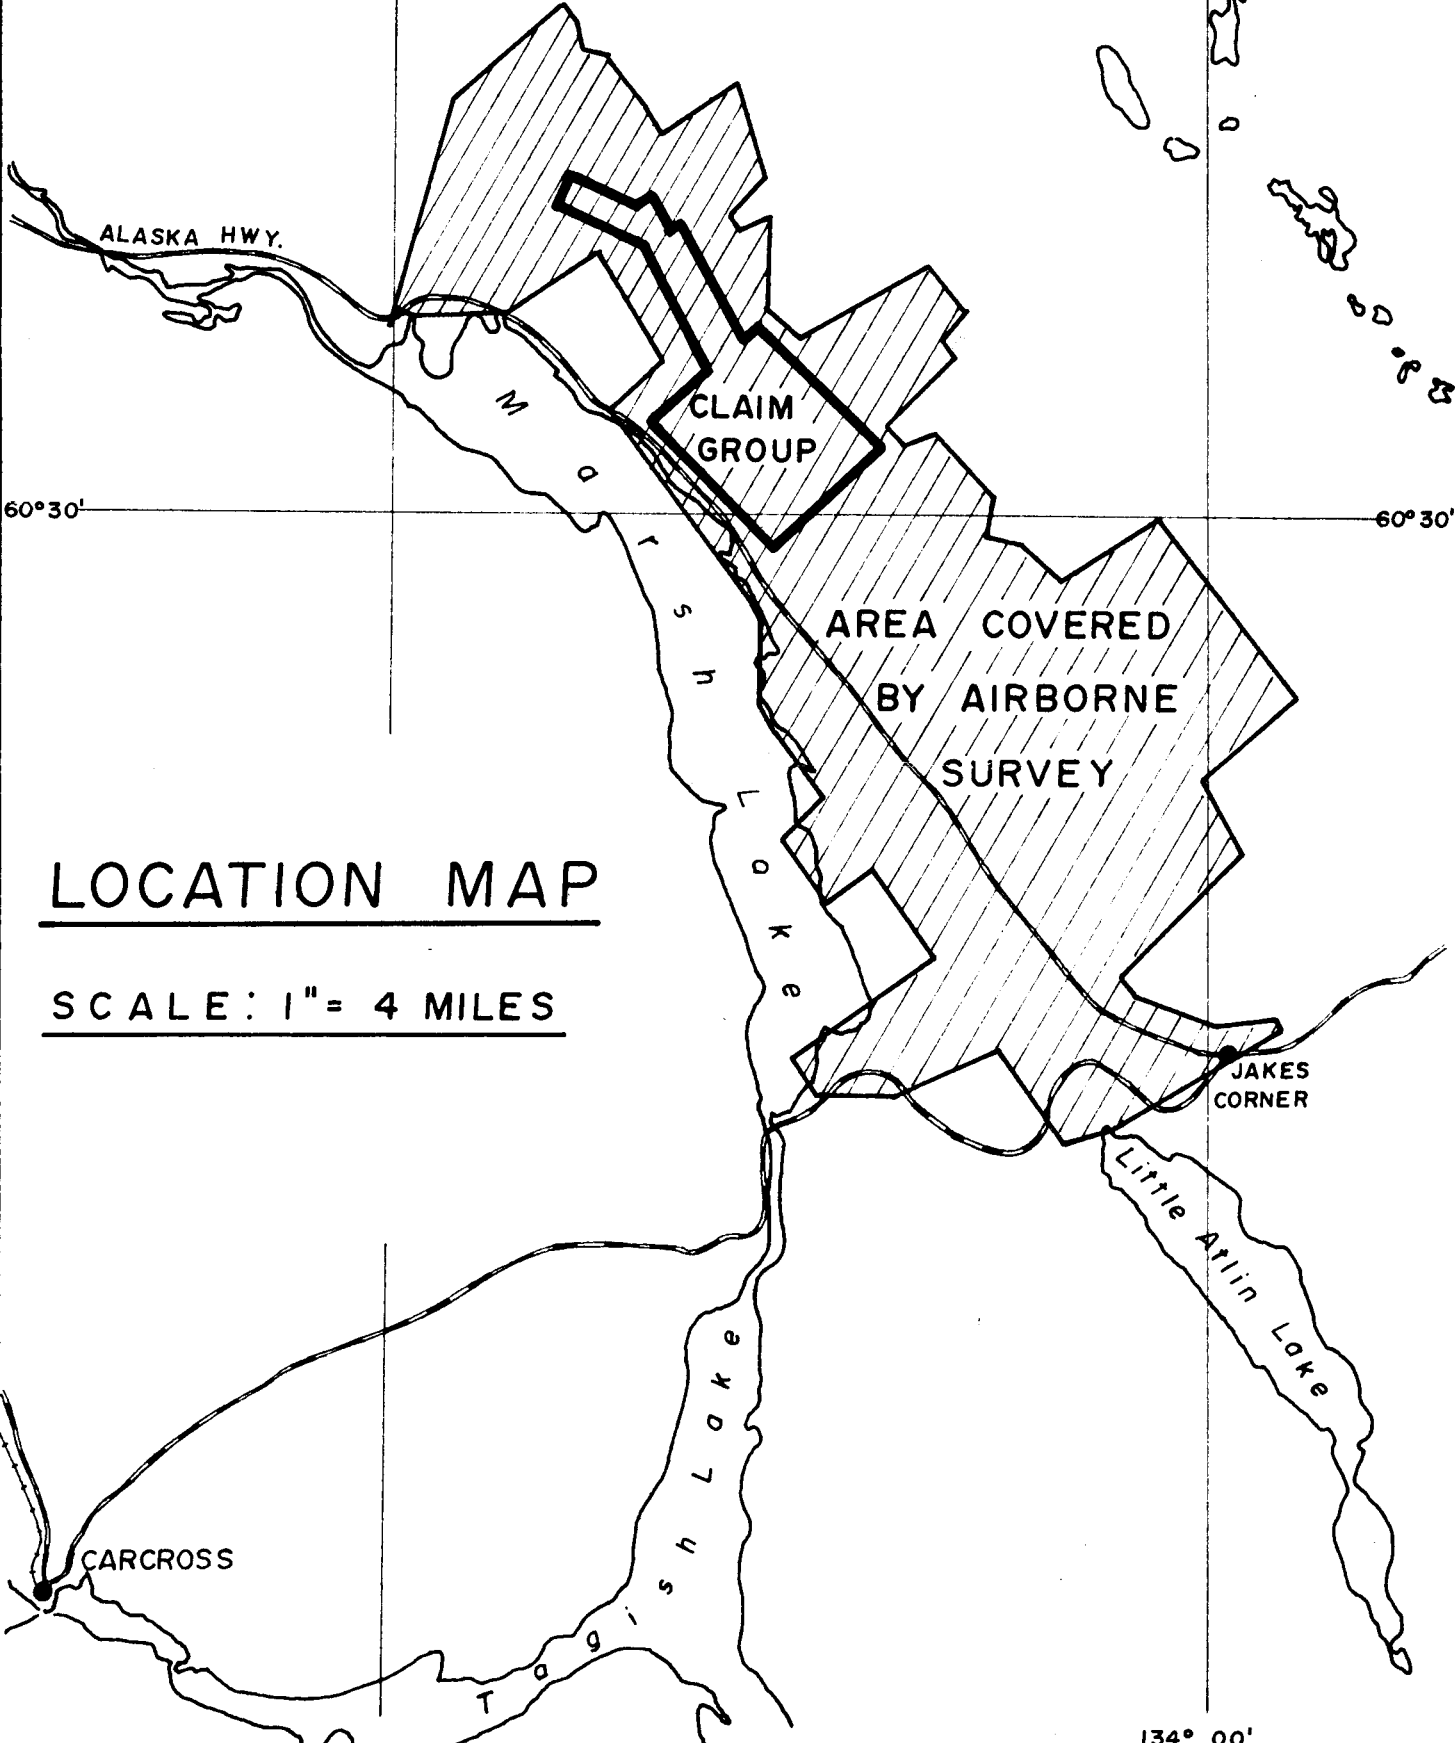 ALASKA HWY.
CLAIM
GROUP
Marsh Lake
60°30'
60°30'
AREA COVERED
BY AIRBORNE
SURVEY
LOCATION MAP
SCALE: 1"= 4 MILES
JAKES
CORNER
Little Atlin Lake
Tagish Lake
CARCROSS
134° 00'